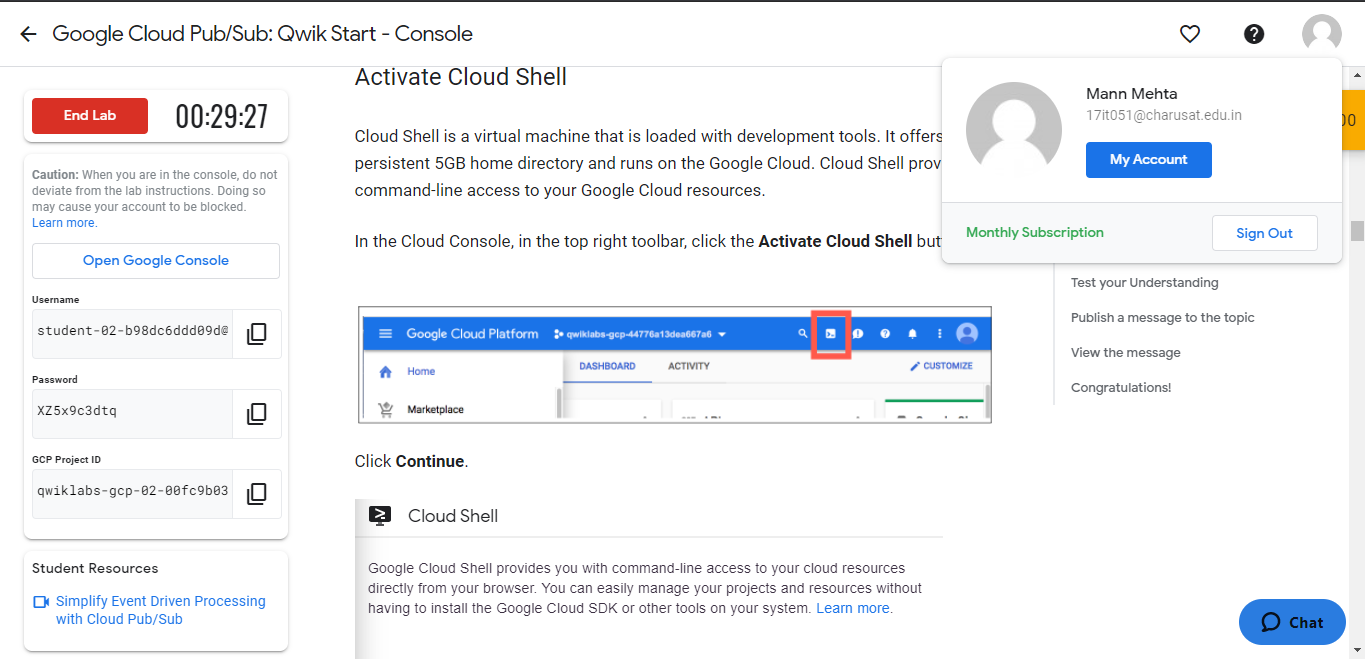 Google Cloud Pub/Sub: Qwik Start - Console
?
End Lab
00:29:27
Caution: When you are in the console, do not
deviate from the lab instructions. Doing so
may cause your account to be blocked.
Learn more.
Open Google Console
Username
student-02-b98dc6ddd09d@
Password
XZ5x9c3dtq
GCP Project ID
qwiklabs-gcp-02-00fc9b03
Student Resources
Simplify Event Driven Processing
with Cloud Pub/Sub
Activate Cloud Shell
Cloud Shell is a virtual machine that is loaded with development tools. It offers
persistent 5GB home directory and runs on the Google Cloud. Cloud Shell prov
command-line access to your Google Cloud resources.
In the Cloud Console, in the top right toolbar, click the Activate Cloud Shell but
Google Cloud Platform
qwiklabs-gcp-44776a13dea667a6
Home
DASHBOARD
ACTIVITY
CUSTOMIZE
Marketplace
Click Continue.
Cloud Shell
Google Cloud Shell provides you with command-line access to your cloud resources
directly from your browser. You can easily manage your projects and resources without
having to install the Google Cloud SDK or other tools on your system. Learn more.
Mann Mehta
17it051@charusat.edu.in
My Account
Monthly Subscription
Sign Out
Test your Understanding
Publish a message to the topic
View the message
Congratulations!
Chat